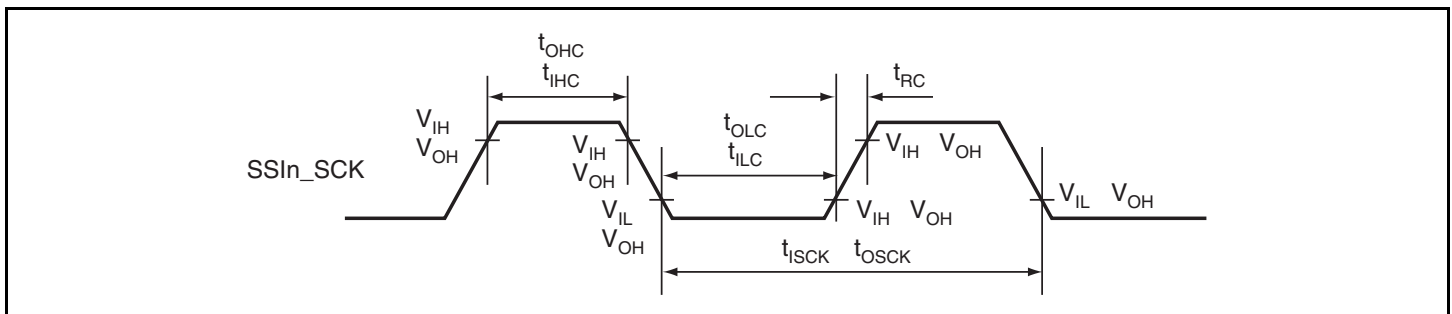 tOHC
tIHC
tRC
VIH
VOH
tOLC
tILC
VIH
VOH
VIH VOH
SSIn_SCK
VIL
VOH
VIH VOH
VIL VOH
tISCK tOSCK